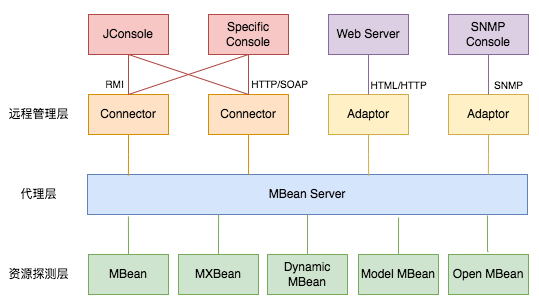 JConsole
Specific
Console
Web Server
SNMP
Console
RMI
HTTP/SOAP
HTML/HTTP
SNMP
远程管理层
Connector
Connector
Adaptor
Adaptor
代理层
MBean Server
资源探测层
MBean
MXBean
Dynamic
MBean
Model MBean
Open MBean